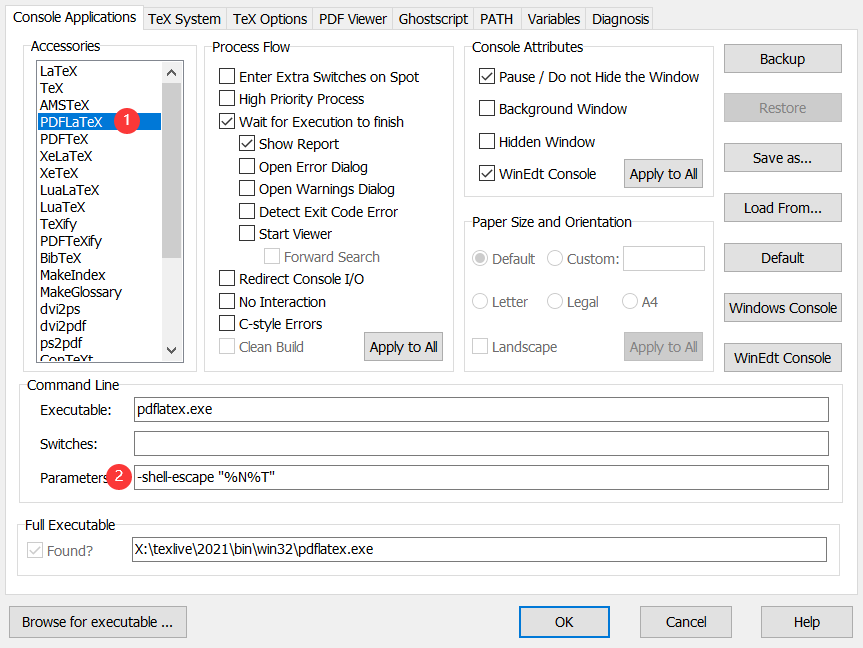 Console Applications TeX System TeX Options PDF Viewer Ghostscript PATH Variables Diagnosis
Accessories
LaTeX
TeX
AMSTeX
PDFLaTeX 1
PDFTeX
XeLaTeX
XeTeX
LuaLaTeX
LuaTeX
TeXify
PDFTeXify
BibTeX
MakeIndex
MakeGlossary
dvi2ps
dvi2pdf
ps2pdf
ConTeXt
Process Flow
Enter Extra Switches on Spot
High Priority Process
Wait for Execution to finish
Show Report
Open Error Dialog
Open Warnings Dialog
Detect Exit Code Error
Start Viewer
Forward Search
Redirect Console I/O
No Interaction
C-style Errors
Clean Build
Apply to All
Console Attributes
Pause / Do not Hide the Window
Background Window
Hidden Window
WinEdt Console
Apply to All
Paper Size and Orientation
Default Custom:
Letter Legal A4
Landscape
Apply to All
Backup
Restore
Save as...
Load From...
Default
Windows Console
WinEdt Console
Command Line
Executable: pdflatex.exe
Switches:
Parameters 2 -shell-escape "%N%T"
Full Executable
Found? X:\texlive\2021\bin\win32\pdflatex.exe
Browse for executable ... OK Cancel Help